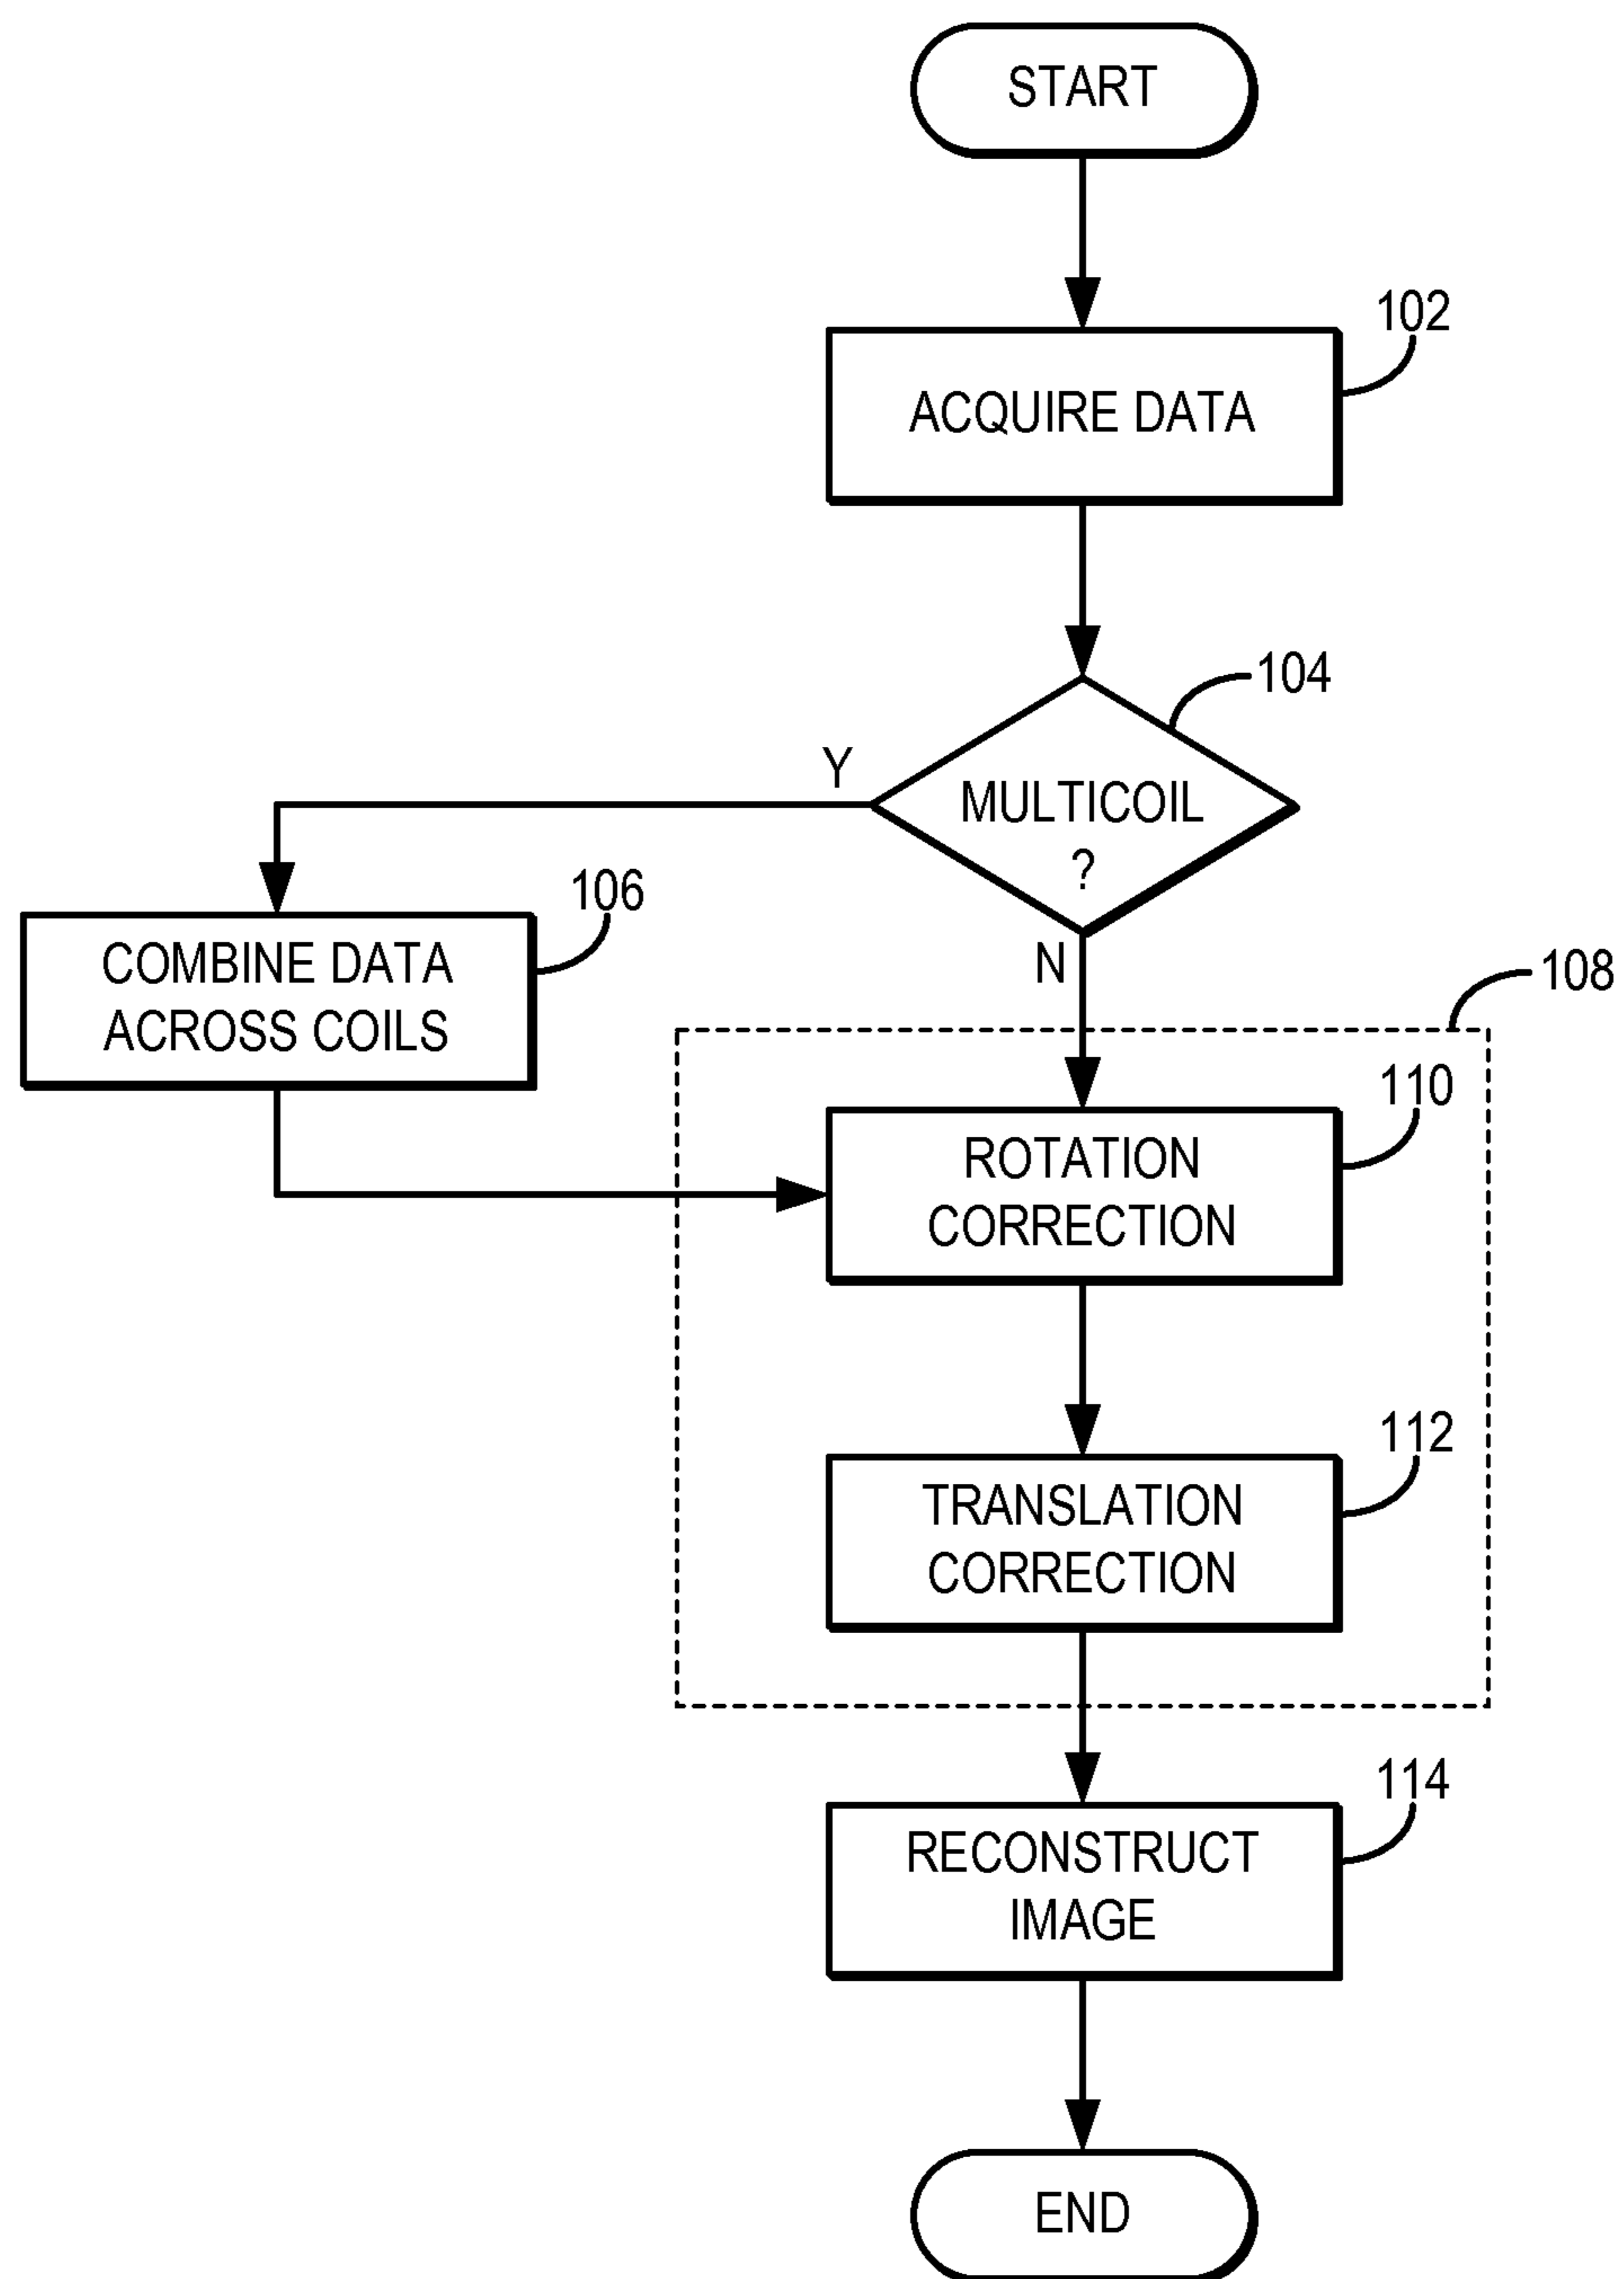 START
102
ACQUIRE DATA
104
Y
MULTICOIL
?
106
COMBINE DATA
ACROSS COILS
N
108
110
ROTATION
CORRECTION
112
TRANSLATION
CORRECTION
114
RECONSTRUCT
IMAGE
END